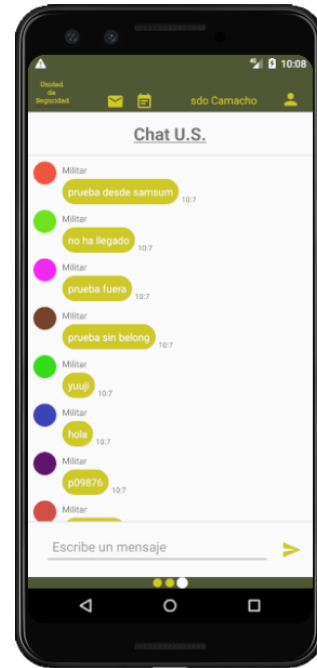 10:08
Unidad
de
Seguridad
sdo Camacho
Chat U.S.
Militar
prueba desde samsum
10:7
Militar
no ha llegado
10:7
Militar
prueba fuera
10:7
Militar
prueba sin belong
10:7
Militar
yuuji
10:7
Militar
hola
10:7
Militar
p09876
10:7
Militar
Escribe un mensaje